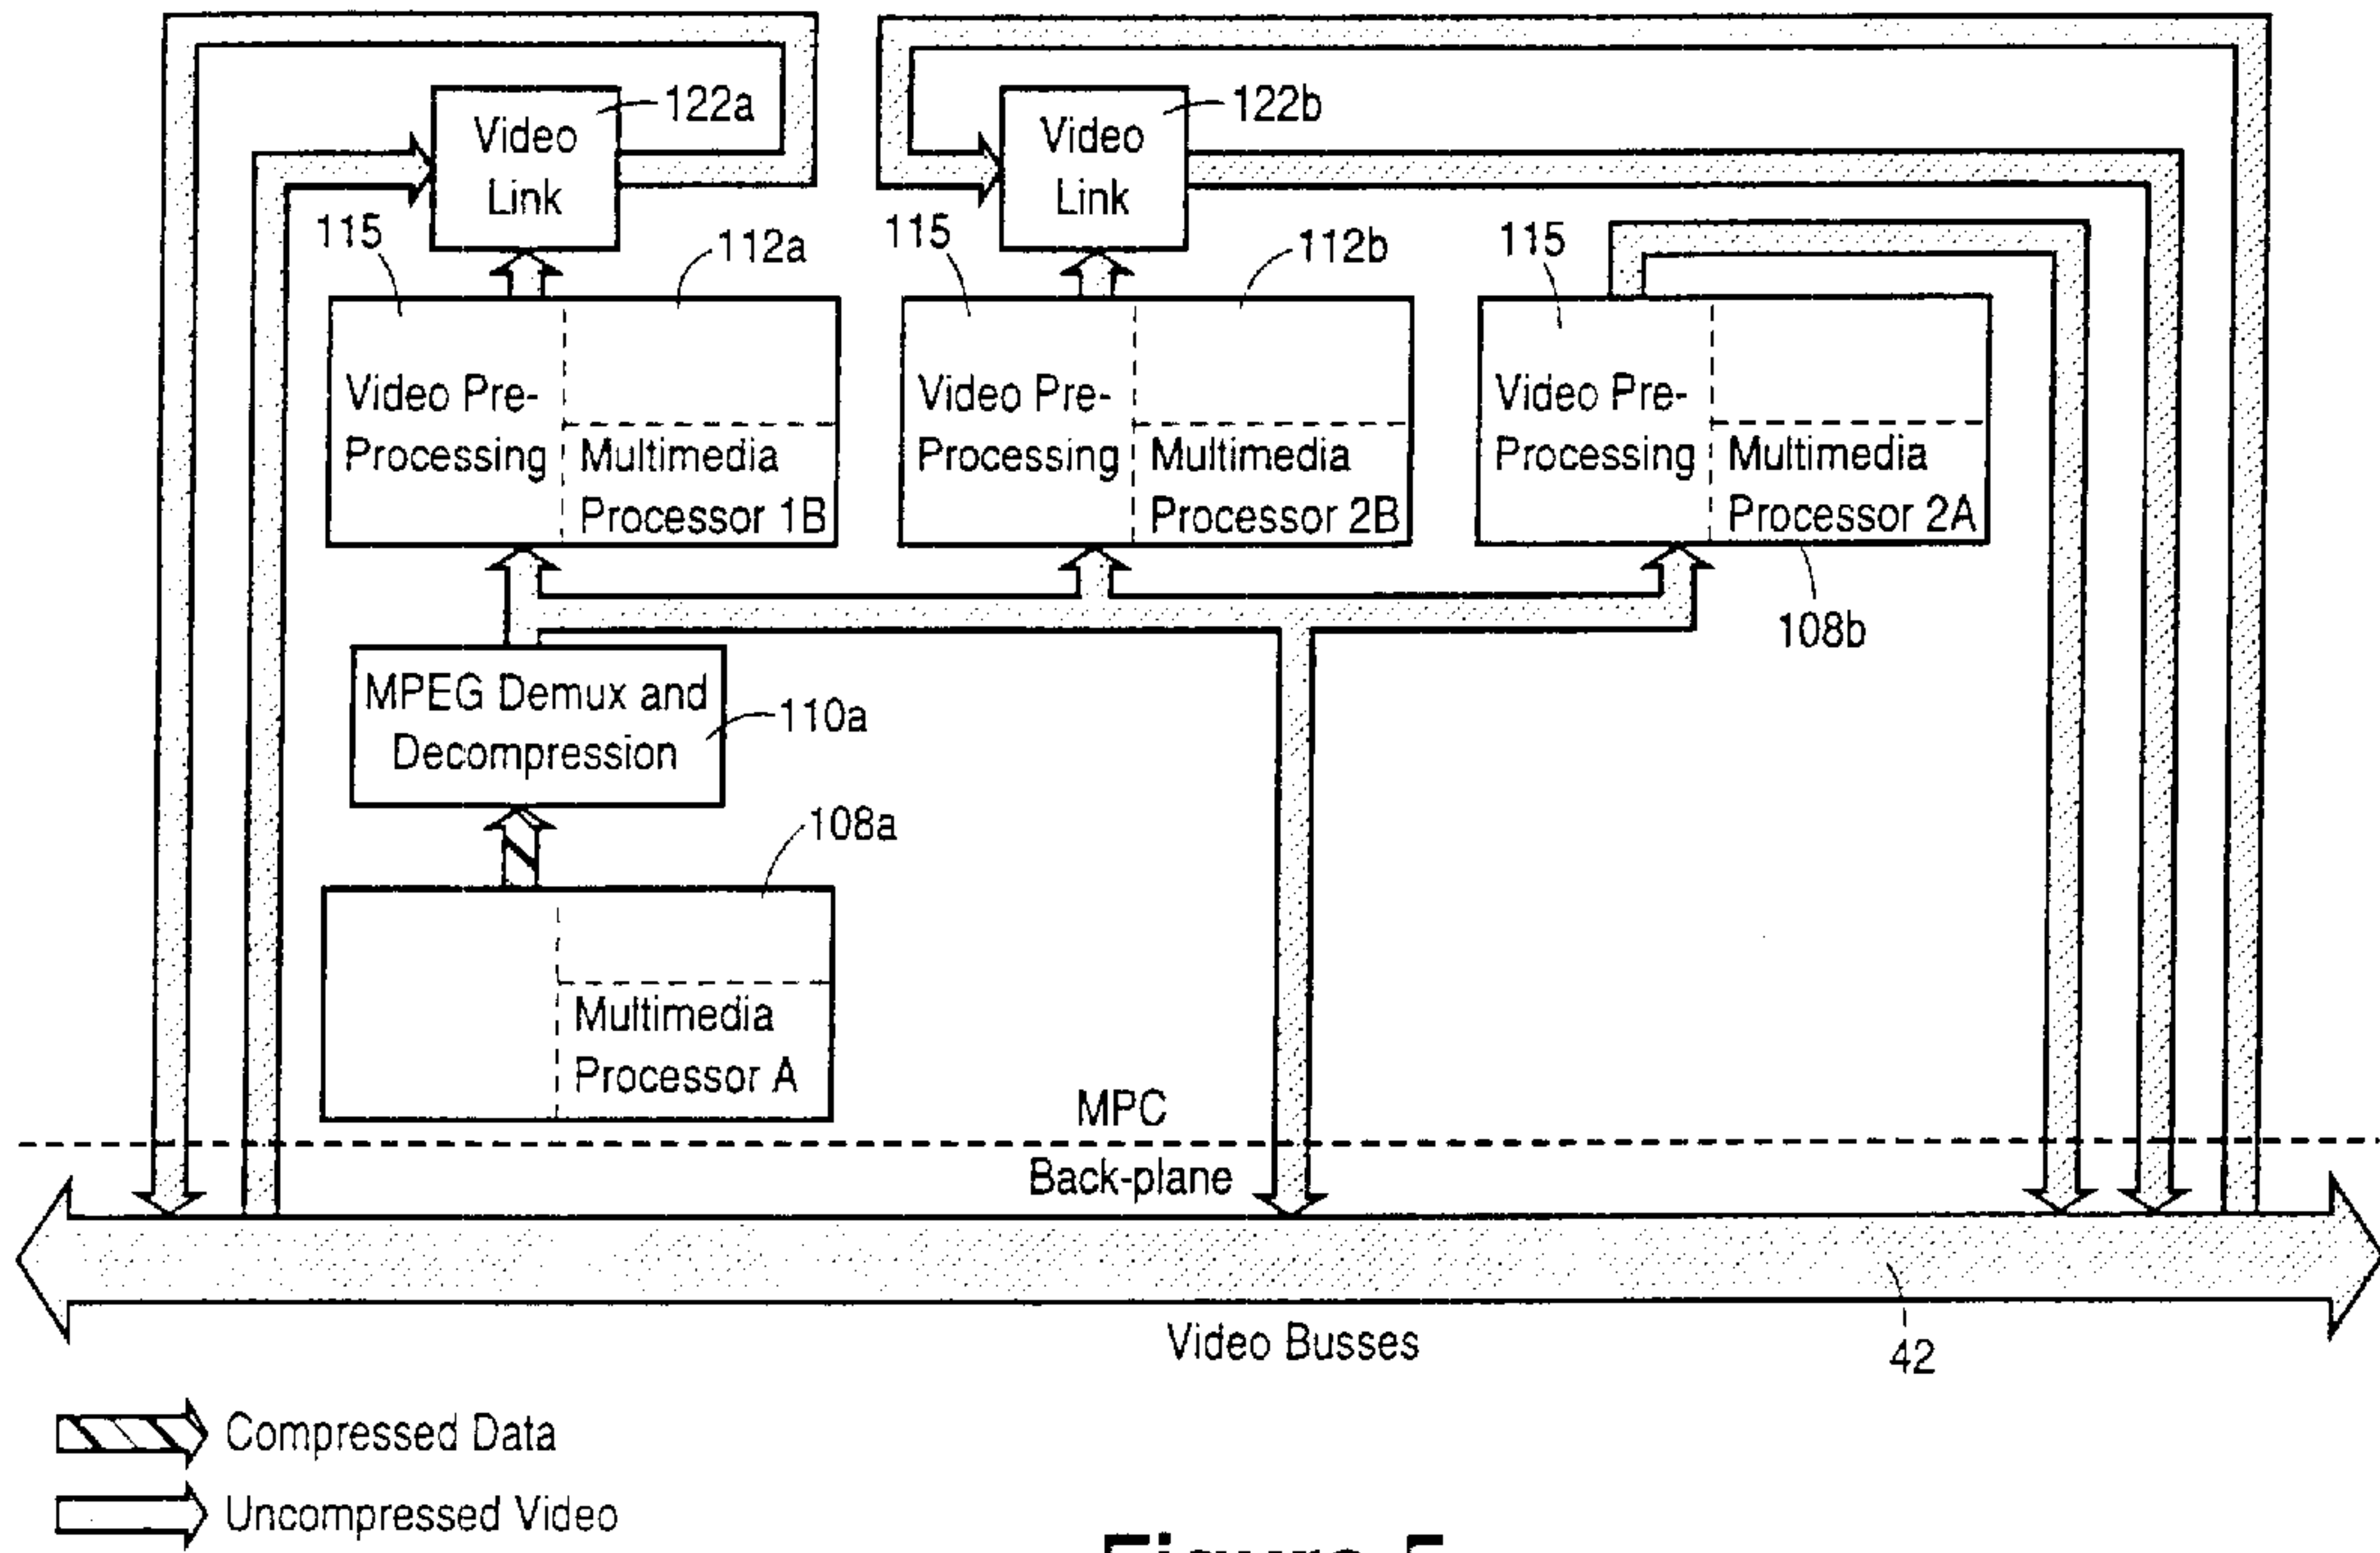 122a
Video
Link
122b
Video
Link
115
112a
115
112b
115
Video Pre-
Processing
Multimedia
Processor 1B
Video Pre-
Processing
Multimedia
Processor 2B
Video Pre-
Processing
Multimedia
Processor 2A
108b
MPEG Demux and
Decompression
110a
108a
Multimedia
Processor A
MPC
Back-plane
Video Busses
42
Compressed Data
Uncompressed Video